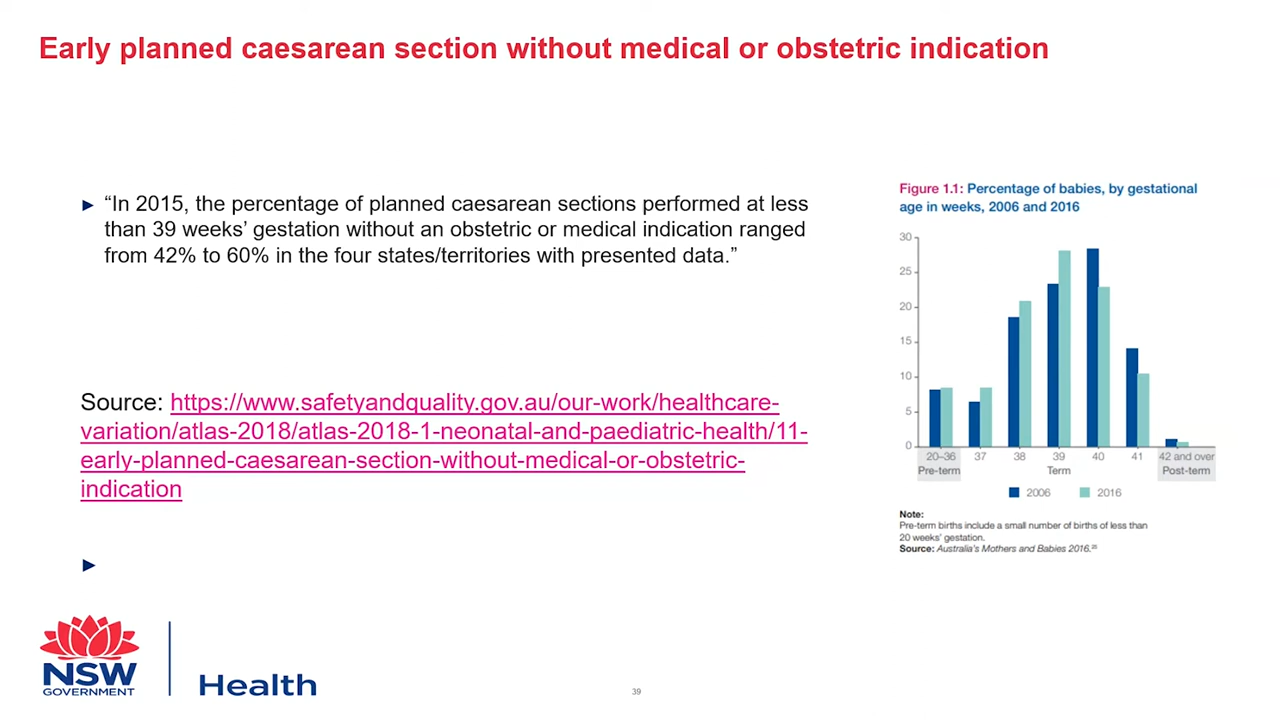 Early planned caesarean section without medical or obstetric indication
► “In 2015, the percentage of planned caesarean sections performed at less
than 39 weeks’ gestation without an obstetric or medical indication ranged
from 42% to 60% in the four states/territories with presented data.”
Source: https://www.safetyandquality.gov.au/our-work/healthcare-
variation/atlas-2018/atlas-2018-1-neonatal-and-paediatric-health/11-
early-planned-caesarean-section-without-medical-or-obstetric-
indication
►
Figure 1.1: Percentage of babies, by gestational
age in weeks, 2006 and 2016
30
25
20
15
10
5
0
20–36 37 38 39 40 41 42 and over
Pre-term Term Post-term
2006 2016
Note:
Pre-term births include a small number of births of less than
20 weeks’ gestation.
Source: Australia’s Mothers and Babies 2016.
NSW
GOVERNMENT
Health
39